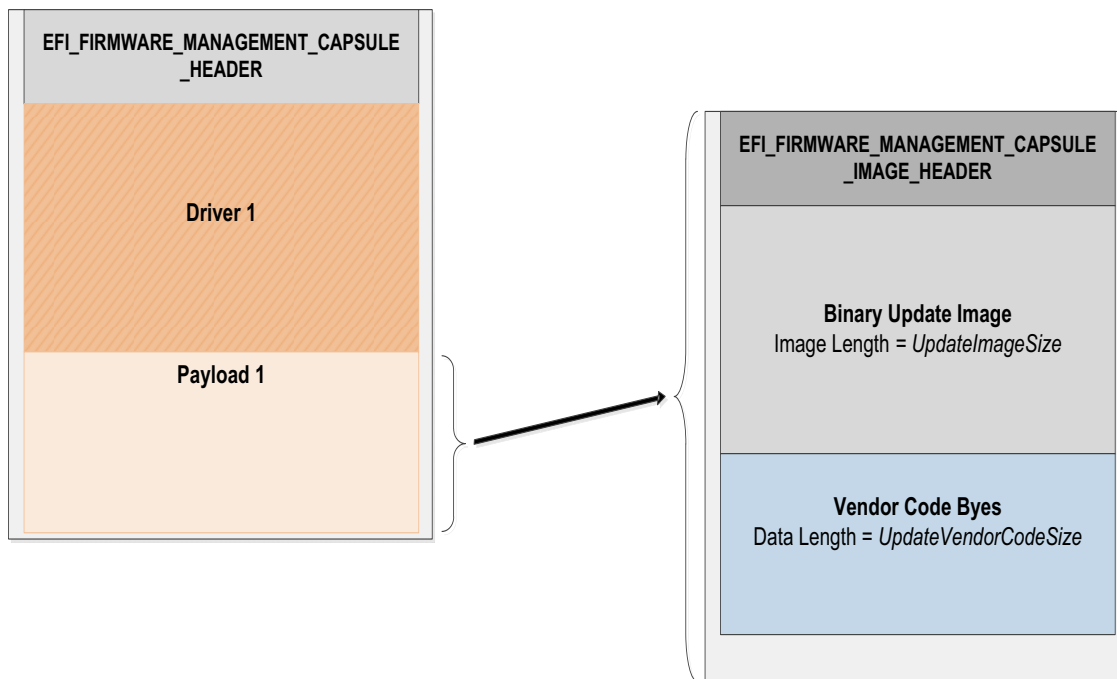 EFI_FIRMWARE_MANAGEMENT_CAPSULE
_HEADER
Driver 1
Payload 1
EFI_FIRMWARE_MANAGEMENT_CAPSULE
_IMAGE_HEADER
Binary Update Image
Image Length = UpdateImageSize
Vendor Code Byes
Data Length = UpdateVendorCodeSize